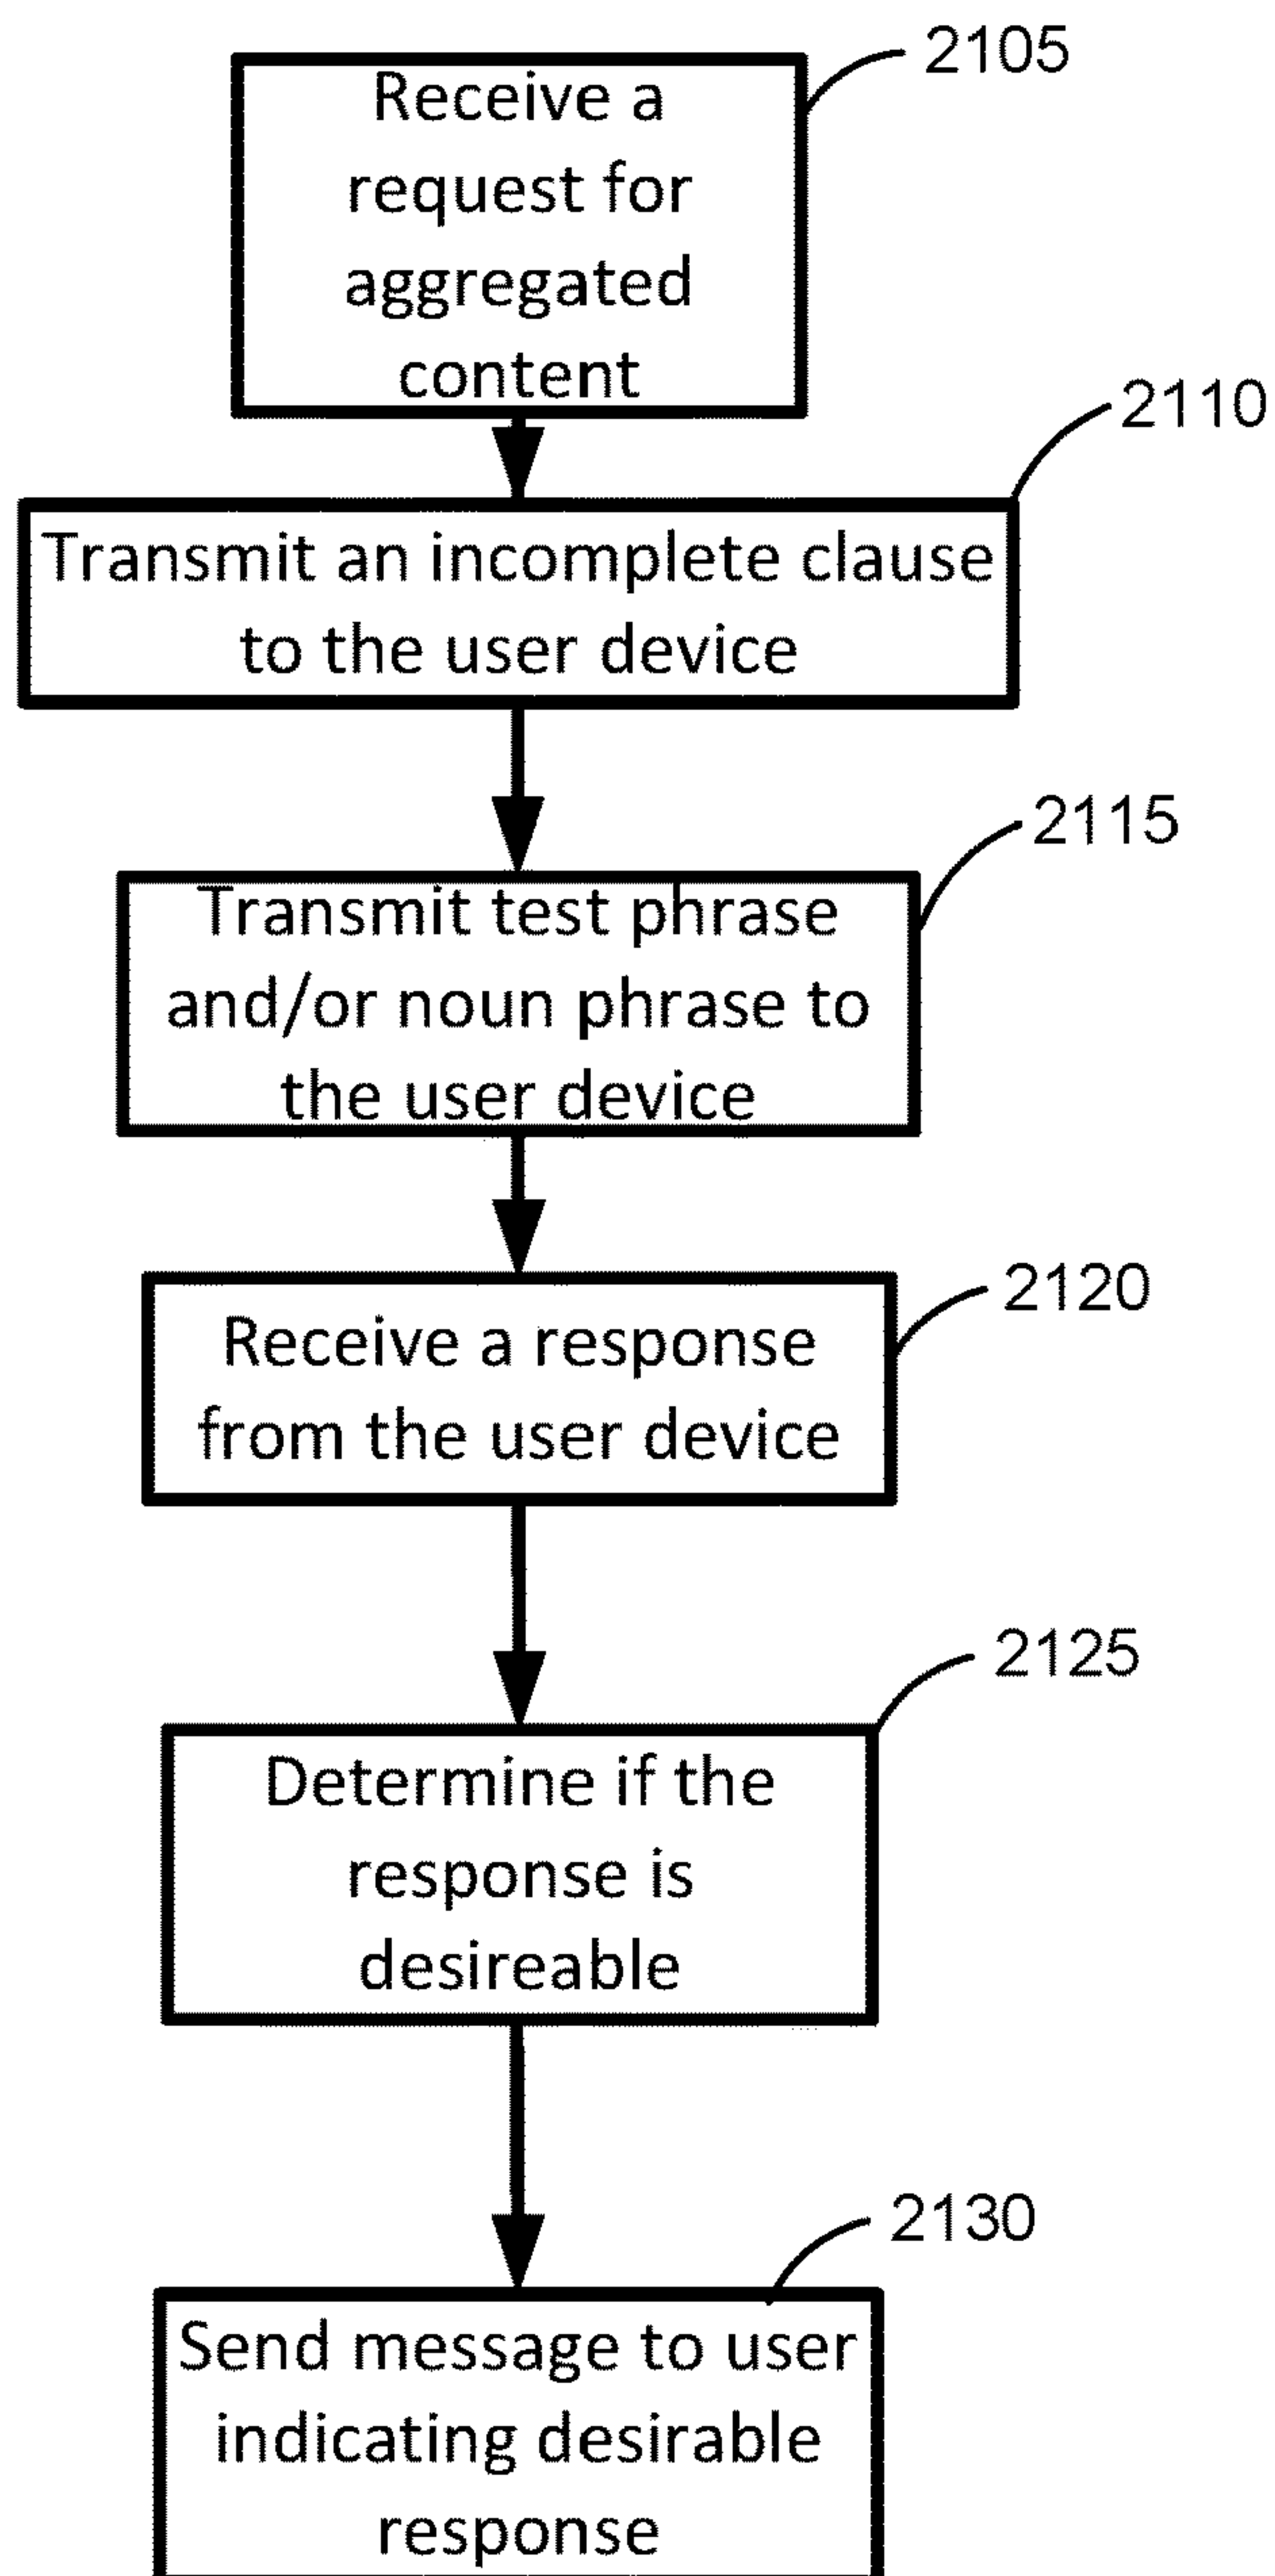 2105
Receive a
request for
aggregated
content
2110
Transmit an incomplete clause
to the user device
2115
Transmit test phrase
and/or noun phrase to
the user device
2120
Receive a response
from the user device
2125
Determine if the
response is
desireable
2130
Send message to user
indicating desirable
response